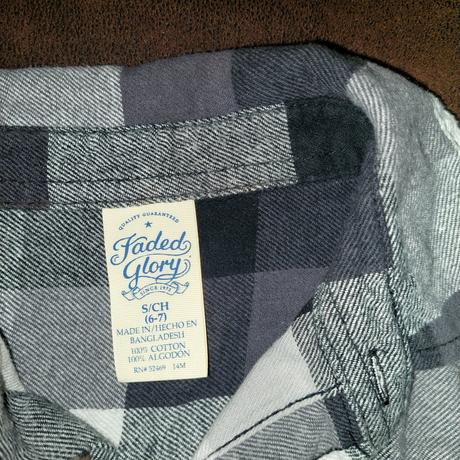 QUALITY GUARANTEED
Faded
Glory
SINCE 1972
S/CH
(6-7)
MADE IN/HECHO EN
BANGLADESH
100% COTTON
100% ALGODON
RN# 52469 14M